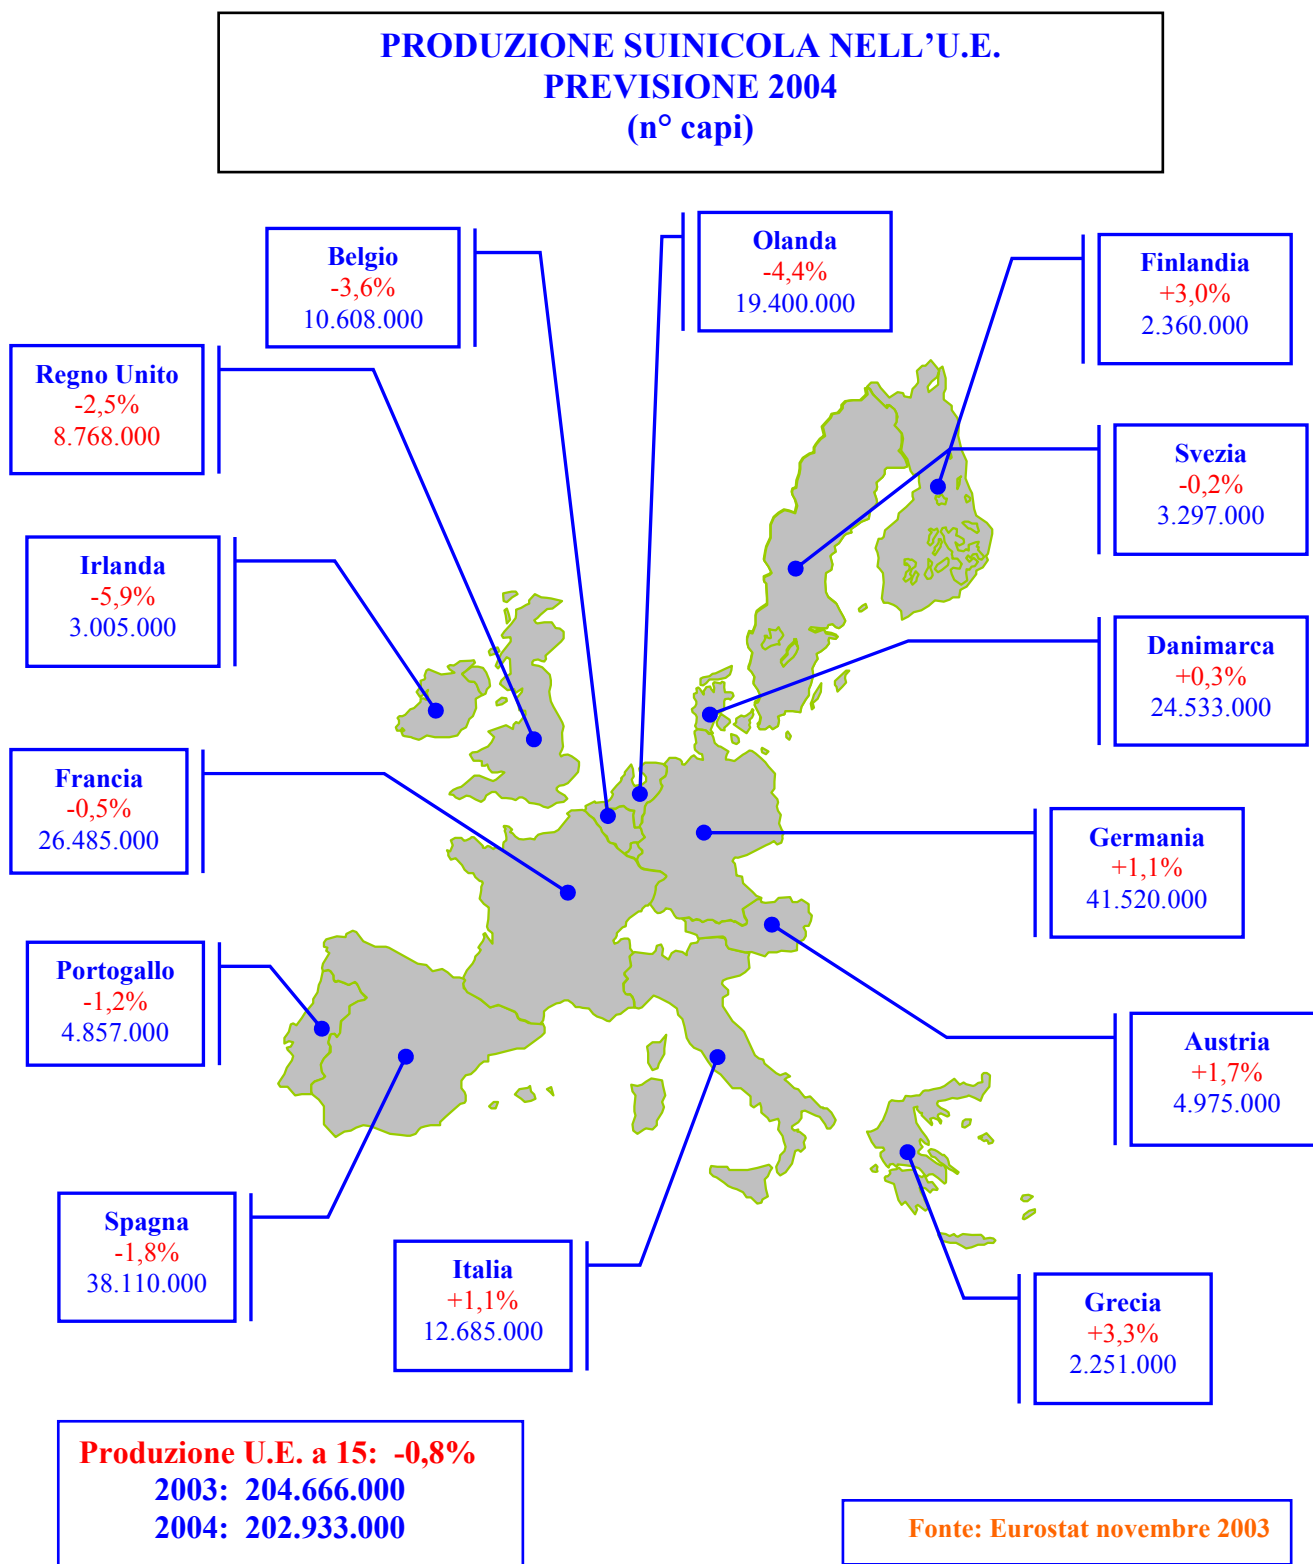 PRODUZIONE SUINICOLA NELL’U.E.
PREVISIONE 2004
(n° capi)
Belgio
-3,6%
10.608.000
Olanda
-4,4%
19.400.000
Finlandia
+3,0%
2.360.000
Regno Unito
-2,5%
8.768.000
Svezia
-0,2%
3.297.000
Irlanda
-5,9%
3.005.000
Danimarca
+0,3%
24.533.000
Francia
-0,5%
26.485.000
Germania
+1,1%
41.520.000
Portogallo
-1,2%
4.857.000
Austria
+1,7%
4.975.000
Spagna
-1,8%
38.110.000
Italia
+1,1%
12.685.000
Grecia
+3,3%
2.251.000
Produzione U.E. a 15: -0,8%
2003: 204.666.000
2004: 202.933.000
Fonte: Eurostat novembre 2003